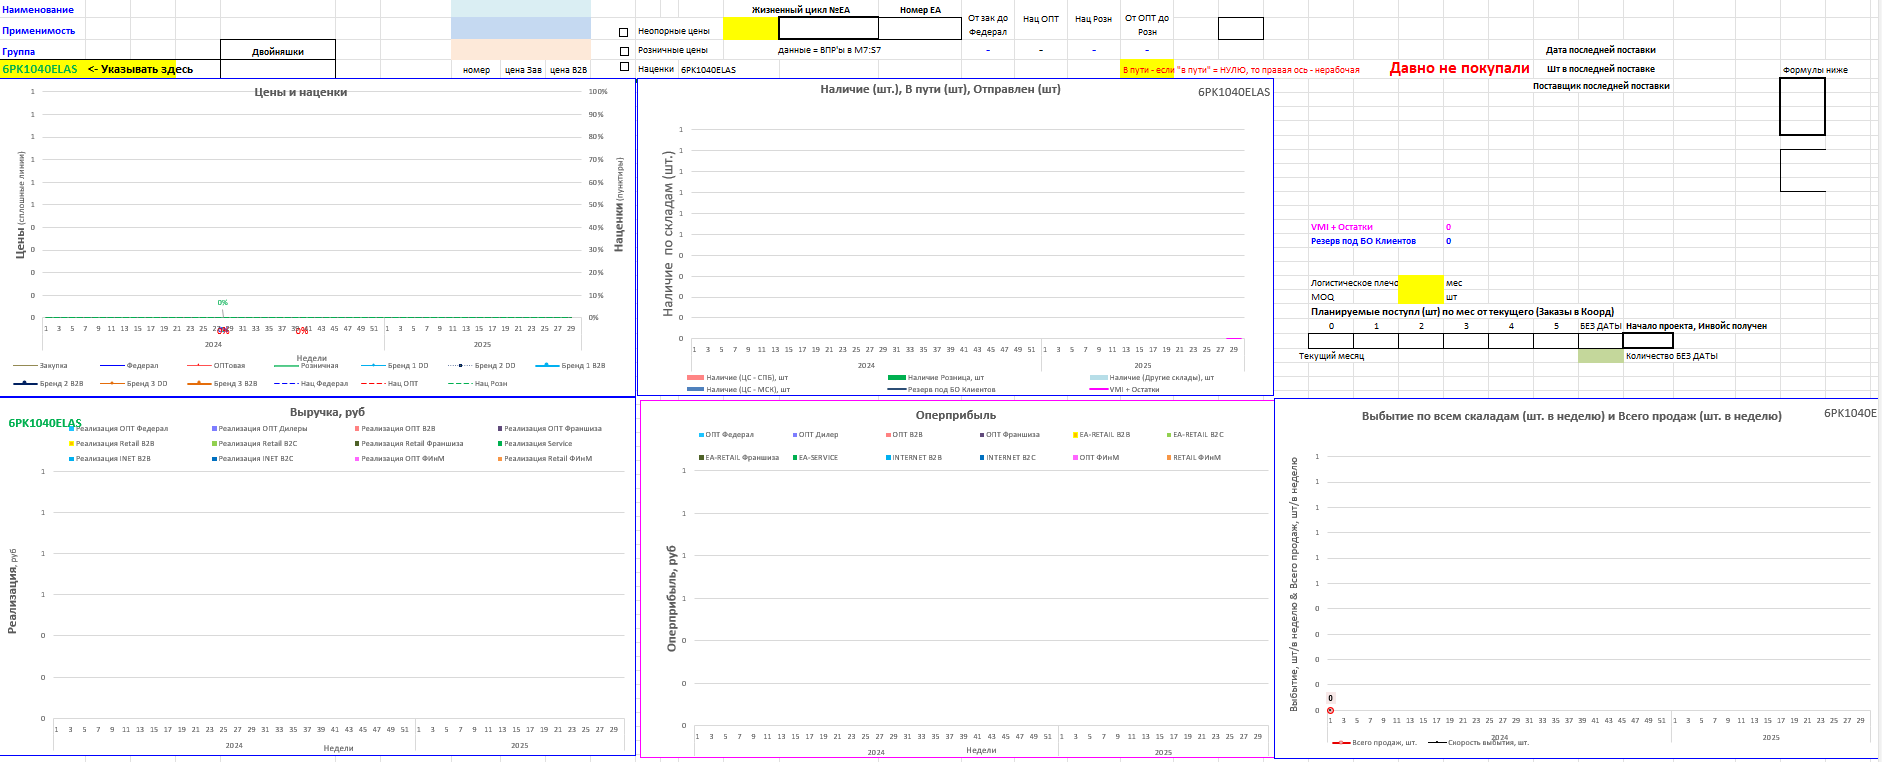 Наименование
Применимость
Группа
Двойняшки
6PK1040ELAS <- Указывать здесь
номер цена Зав цена B2B
Жизненный цикл №EA Номер EA
Неопорные цены
От зак до Федерал
Нац ОПТ
Нац Розн
От ОПТ до Розн
Розничные цены данные = ВПР'ы в M7:S7 - - - -
Наценки 6PK1040ELAS
В пути - если "в пути" = НУЛЮ, то правая ось - нерабочая
Давно не покупали
Дата последней поставки
Шт в последней поставке
Поставщик последней поставки
Формулы ниже
Цены и наценки
Цены (сплошные линии)
Наценки (пунктиры)
1 1 1 1 1 1 0 0 0 0 0
100% 90% 80% 70% 60% 50% 40% 30% 20% 10% 0%
0%
0%
0%
1 3 5 7 9 11 13 15 17 19 21 23 25 27 29 31 33 35 37 39 41 43 45 47 49 51 1 3 5 7 9 11 13 15 17 19 21 23 25 27 29
2024 2025
Недели
Закупка Федерал ОПТовая Розничная Бренд 1 DD Бренд 2 DD Бренд 1 B2B
Бренд 2 B2B Бренд 3 DD Бренд 3 B2B Нац Федерал Нац ОПТ Нац Розн
Наличие (шт.), В пути (шт), Отправлен (шт)
6PK1040ELAS
Наличие по складам (шт.)
1 1 1 1 1 1 0 0 0 0 0
1 3 5 7 9 11 13 15 17 19 21 23 25 27 29 31 33 35 37 39 41 43 45 47 49 51 1 3 5 7 9 11 13 15 17 19 21 23 25 27 29
2024 2025
Наличие (ЦС - СПБ), шт Наличие Розница, шт Наличие (Другие склады), шт
Наличие (ЦС - МСК), шт Резерв под БО Клиентов VMI + Остатки
VMI + Остатки 0
Резерв под БО Клиентов 0
Логистическое плечо мес
MOQ шт
Планируемые поступл (шт) по мес от текущего (Заказы в Коорд)
0 1 2 3 4 5 БЕЗ ДАТЫ Начало проекта, Инвойс получен
Текущий месяц Количество БЕЗ ДАТЫ
Выручка, руб
6PK1040ELAS
Реализация ОПТ Федерал Реализация ОПТ Дилеры Реализация ОПТ B2B Реализация ОПТ Франшиза
Реализация Retail B2B Реализация Retail B2C Реализация Retail Франшиза Реализация Service
Реализация INET B2B Реализация INET B2C Реализация ОПТ ФИнМ Реализация Retail ФИнМ
Реализация, руб
1 1 1 1 0 0 0
1 3 5 7 9 11 13 15 17 19 21 23 25 27 29 31 33 35 37 39 41 43 45 47 49 51 1 3 5 7 9 11 13 15 17 19 21 23 25 27 29
2024 2025
Недели
Оперприбыль
ОПТ Федерал ОПТ Дилер ОПТ B2B ОПТ Франшиза EA-RETAIL B2B EA-RETAIL B2C
EA-RETAIL Франшиза EA-SERVICE INTERNET B2B INTERNET B2C ОПТ ФИнМ RETAIL ФИнМ
Оперприбыль, руб
1 1 1 1 0 0 0
1 3 5 7 9 11 13 15 17 19 21 23 25 27 29 31 33 35 37 39 41 43 45 47 49 51 1 3 5 7 9 11 13 15 17 19 21 23 25 27 29
2024 2025
Недели
Выбытие по всем скаладам (шт. в неделю) и Всего продаж (шт. в неделю)
6PK1040E
Выбытие, шт/в неделю & Всего продаж, шт/в неделю
1 1 1 1 1 1 0 0 0 0 0
0
1 3 5 7 9 11 13 15 17 19 21 23 25 27 29 31 33 35 37 39 41 43 45 47 49 51 1 3 5 7 9 11 13 15 17 19 21 23 25 27 29
2024 2025
Всего продаж, шт. Скорость выбытия, шт.